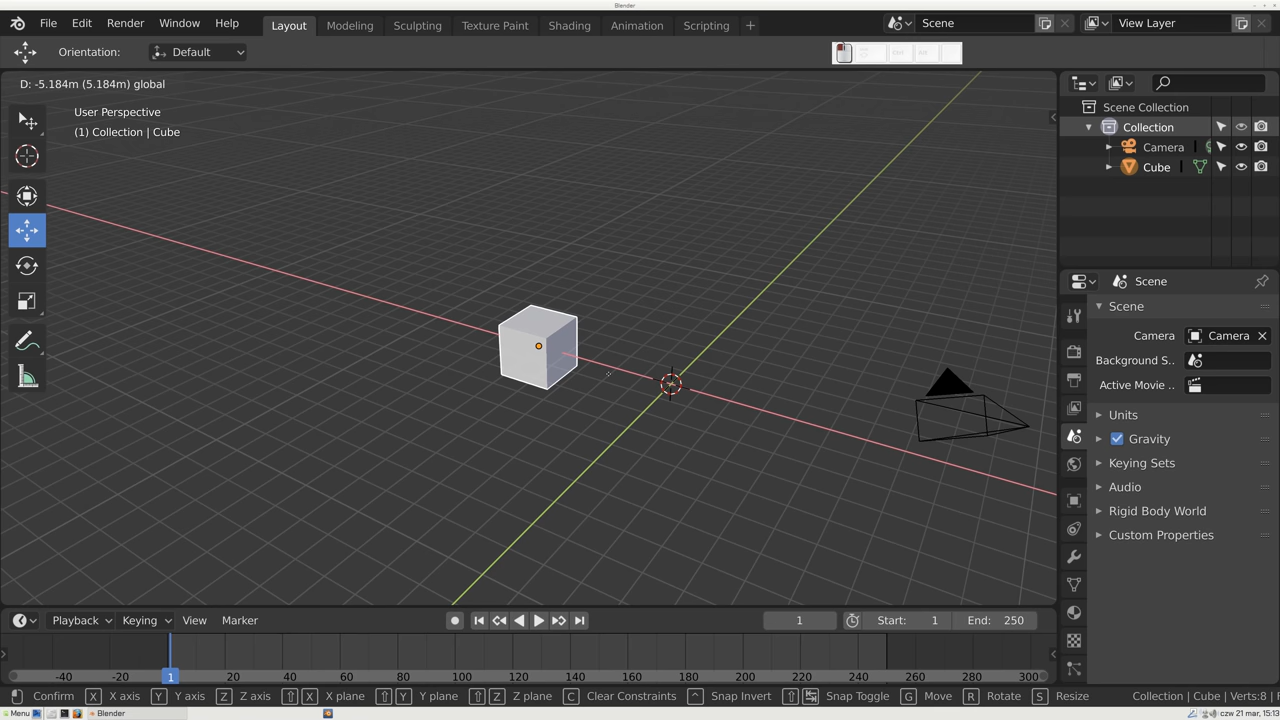 Blender
File Edit Render Window Help Layout Modeling Sculpting Texture Paint Shading Animation Scripting + Scene View Layer
Orientation: Default
D: -5.184m (5.184m) global
User Perspective
(1) Collection | Cube
Scene Collection
Collection
Camera
Cube
Scene
Scene
Camera Camera
Background S..
Active Movie ..
Units
Gravity
Keying Sets
Audio
Rigid Body World
Custom Properties
Playback Keying View Marker 1 Start: 1 End: 250
-40 -20 1 20 40 60 80 100 120 140 160 180 200 220 240 260 280 300
Confirm X X axis Y Y axis Z Z axis ⇧ X X plane ⇧ Y Y plane ⇧ Z Z plane C Clear Constraints ^ Snap Invert ⇧ Snap Toggle G Move R Rotate S Resize Collection | Cube | Verts:8 |
Menu Blender czw 21 mar, 15:13